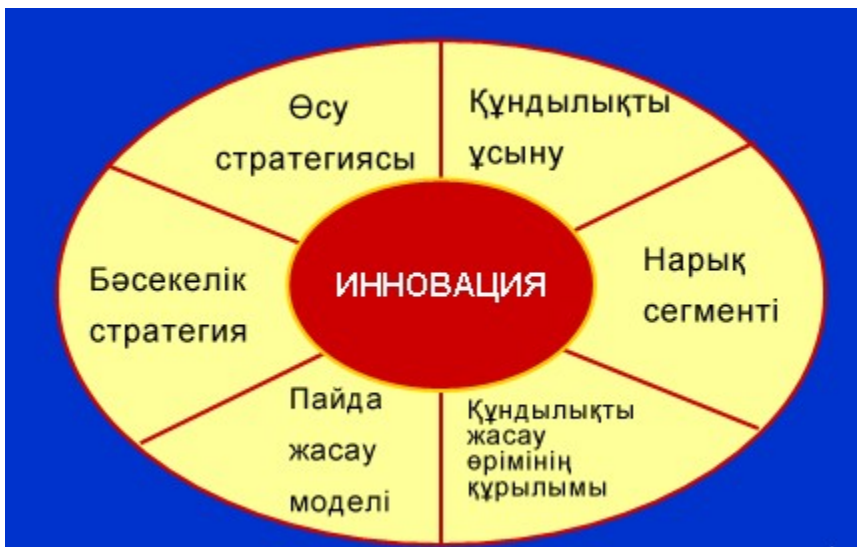 Өсу
стратегиясы
Құндылықты
ұсыну
Бәсекелік
стратегия
ИННОВАЦИЯ
Нарық
сегменті
Пайда
жасау
моделі
Құндылықты
жасау
өрімінің
құрылымы